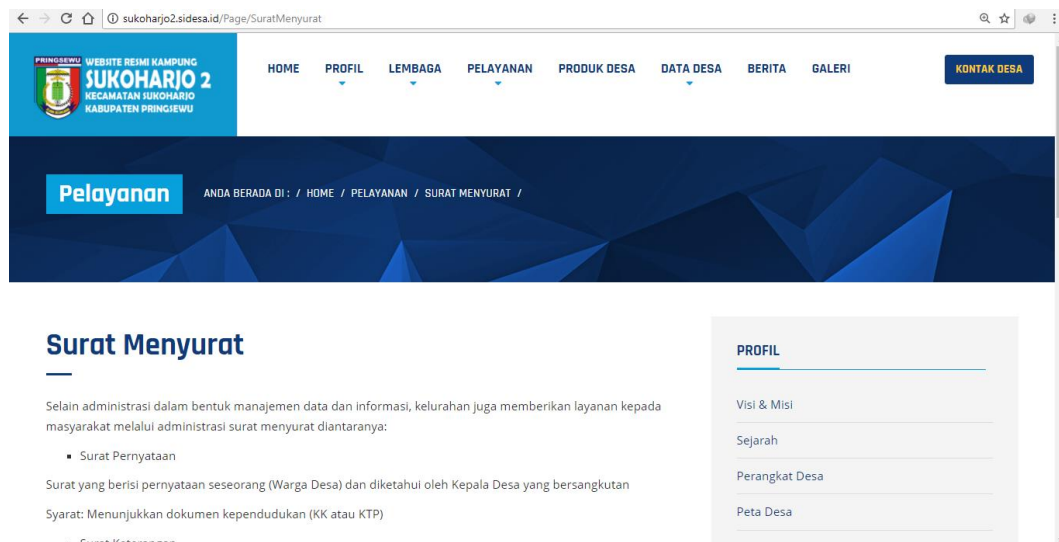 sukoharjo2.sidesa.id/Page/SuratMenyurat
PRINGSEWU
WEBSITE RESMI KAMPUNG
SUKOHARJO 2
KECAMATAN SUKOHARJO
KABUPATEN PRINGSEWU
HOME PROFIL LEMBAGA PELAYANAN PRODUK DESA DATA DESA BERITA GALERI
KONTAK DESA
Pelayanan
ANDA BERADA DI : / HOME / PELAYANAN / SURAT MENYURAT /
Surat Menyurat
Selain administrasi dalam bentuk manajemen data dan informasi, kelurahan juga memberikan layanan kepada
masyarakat melalui administrasi surat menyurat diantaranya:
▪ Surat Pernyataan
Surat yang berisi pernyataan seseorang (Warga Desa) dan diketahui oleh Kepala Desa yang bersangkutan
Syarat: Menunjukkan dokumen kependudukan (KK atau KTP)
Surat Keterangan
PROFIL
Visi & Misi
Sejarah
Perangkat Desa
Peta Desa